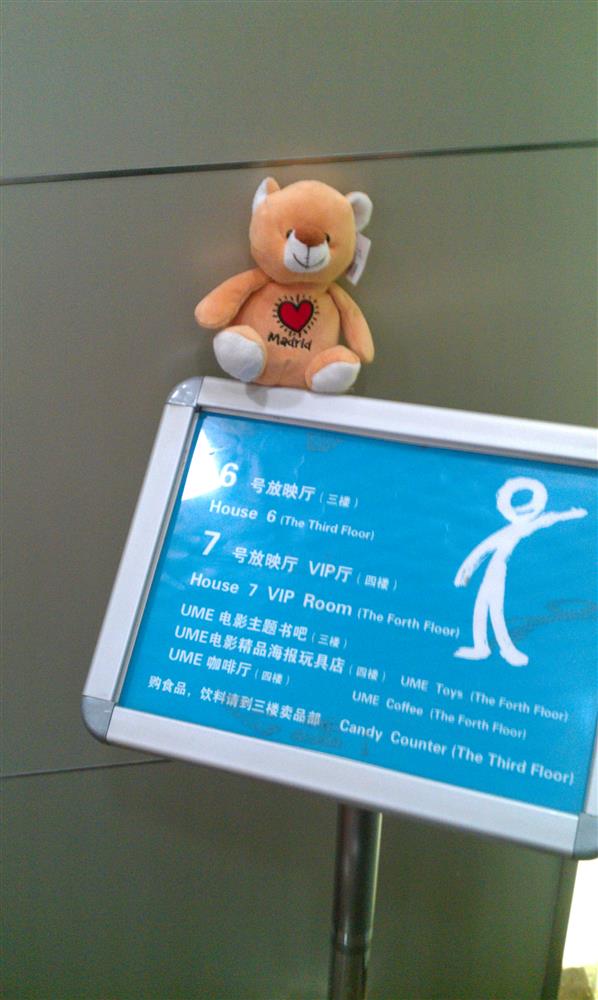 Madrid
6 号放映厅（三楼）
House 6 (The Third Floor)
7 号放映厅 VIP厅（四楼）
House 7 VIP Room (The Forth Floor)
UME 电影主题书吧（三楼）
UME电影精品海报玩具店（四楼） UME Toys (The Forth Floor)
UME 咖啡厅（四楼） UME Coffee (The Forth Floor)
购食品，饮料请到三楼卖品部 Candy Counter (The Third Floor)